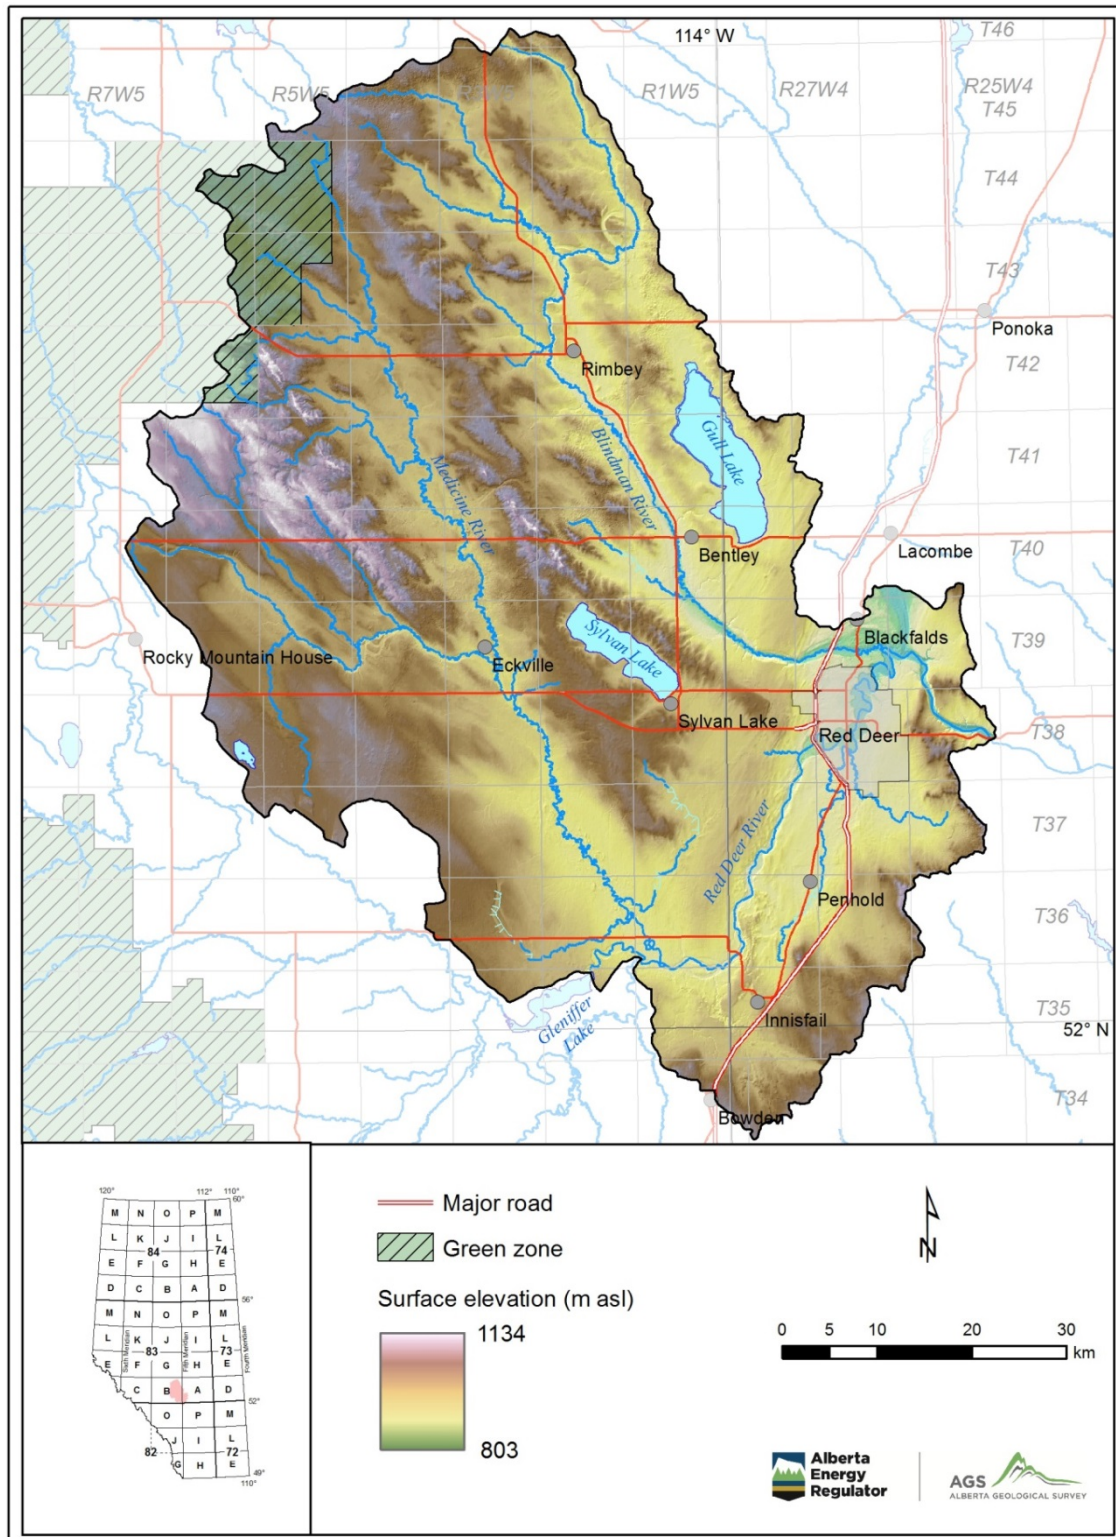 114° W
T46
R7W5
R5W5
R3W5
R1W5
R27W4
R25W4
T45
T44
T43
Ponoka
T42
Rimbey
Gull Lake
T41
Blindman River
Medicine River
Bentley
Lacombe
T40
Blackfalds
T39
Rocky Mountain House
Eckville
Sylvan Lake
Sylvan Lake
Red Deer
T38
T37
Red Deer River
Penhold
T36
Innisfail
T35
Gleniffer
Lake
52° N
T34
Bowden
120° 112° 110°
60°
M N O P M
L K J I L
84 74
E F G H E
D C B A D
56°
M N O P M
L K J I L
83 73
Sixth Meridian
Fifth Meridian
Fourth Meridian
E F G H E
C B A D
52°
O P M
J I L
82 72
G H E
49°
110°
Major road
Green zone
Surface elevation (m asl)
1134
803
N
0 5 10 20 30
km
Alberta
Energy
Regulator
AGS
ALBERTA GEOLOGICAL SURVEY